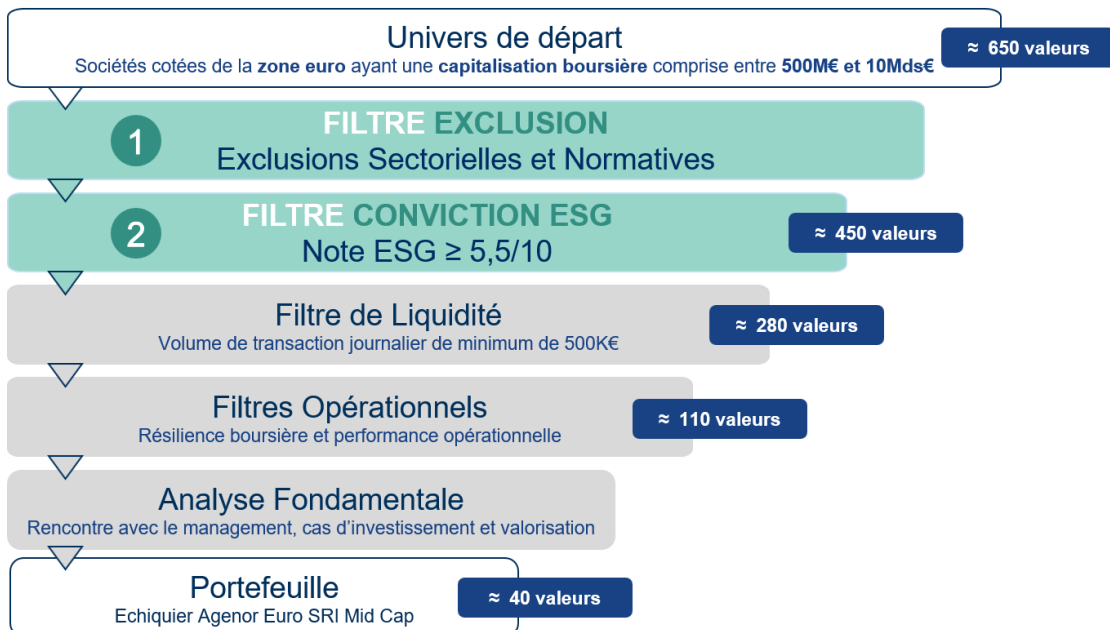 Univers de départ
Sociétés cotées de la zone euro ayant une capitalisation boursière comprise entre 500M€ et 10Mds€
≈ 650 valeurs
1
FILTRE EXCLUSION
Exclusions Sectorielles et Normatives
2
FILTRE CONVICTION ESG
Note ESG ≥ 5,5/10
≈ 450 valeurs
Filtre de Liquidité
Volume de transaction journalier de minimum de 500K€
≈ 280 valeurs
Filtres Opérationnels
Résilience boursière et performance opérationnelle
≈ 110 valeurs
Analyse Fondamentale
Rencontre avec le management, cas d’investissement et valorisation
Portefeuille
Echiquier Agenor Euro SRI Mid Cap
≈ 40 valeurs